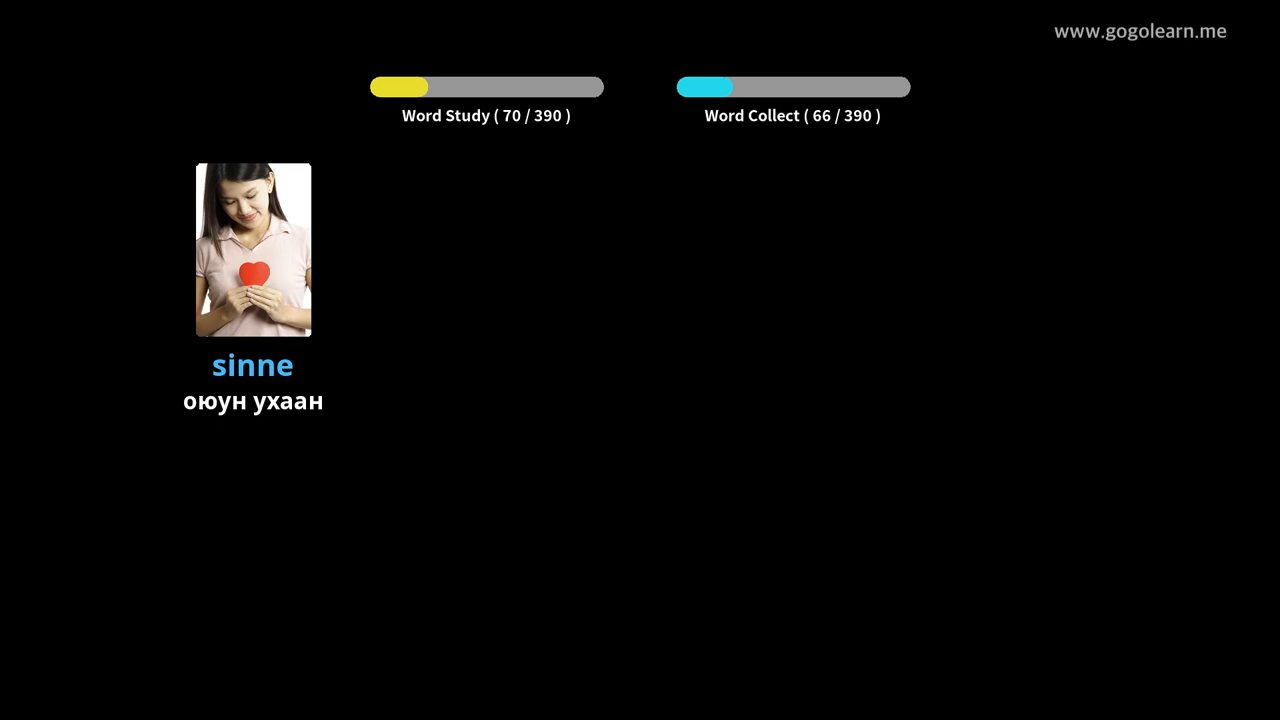 www.gogolearn.me
Word Study ( 70 / 390 )
Word Collect ( 66 / 390 )
sinne
оюун ухаан